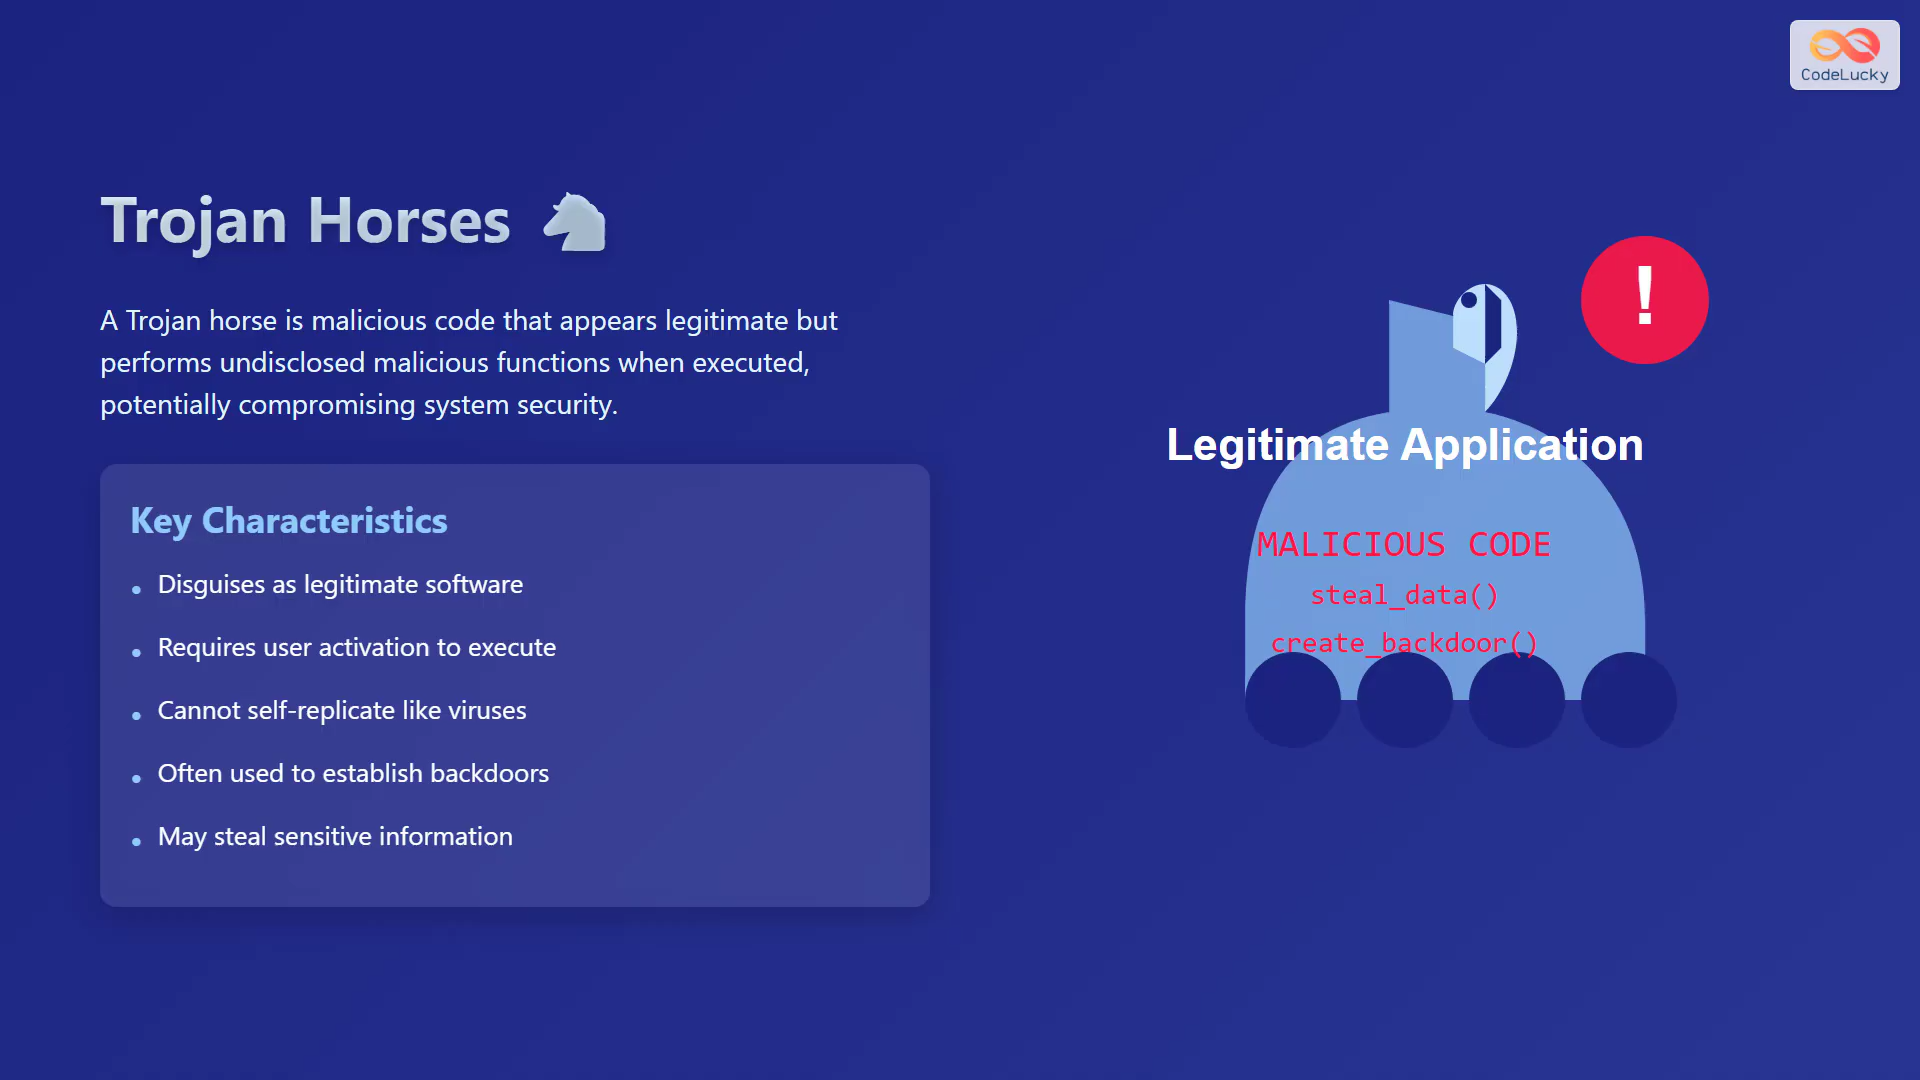 CodeLucky
Trojan Horses
A Trojan horse is malicious code that appears legitimate but
performs undisclosed malicious functions when executed,
potentially compromising system security.
Key Characteristics
• Disguises as legitimate software
• Requires user activation to execute
• Cannot self-replicate like viruses
• Often used to establish backdoors
• May steal sensitive information
!
Legitimate Application
MALICIOUS CODE
steal_data()
create_backdoor()